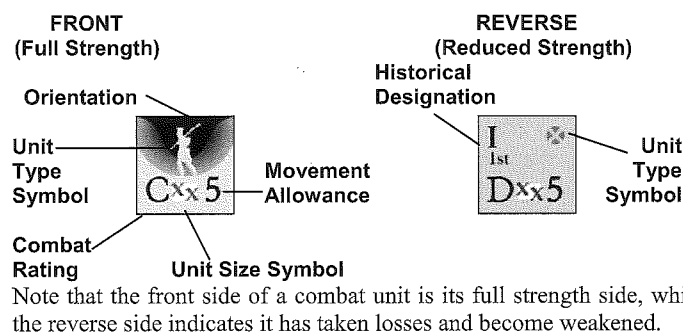 FRONT
(Full Strength)
REVERSE
(Reduced Strength)
Orientation
Historical
Designation
Unit
Type
Symbol
Movement
Allowance
Unit
Type
Symbol
Cxx5
I
1st
Dxx5
Combat
Rating
Unit Size Symbol
Note that the front side of a combat unit is its full strength side,
the reverse side indicates it has taken losses and become weakened.